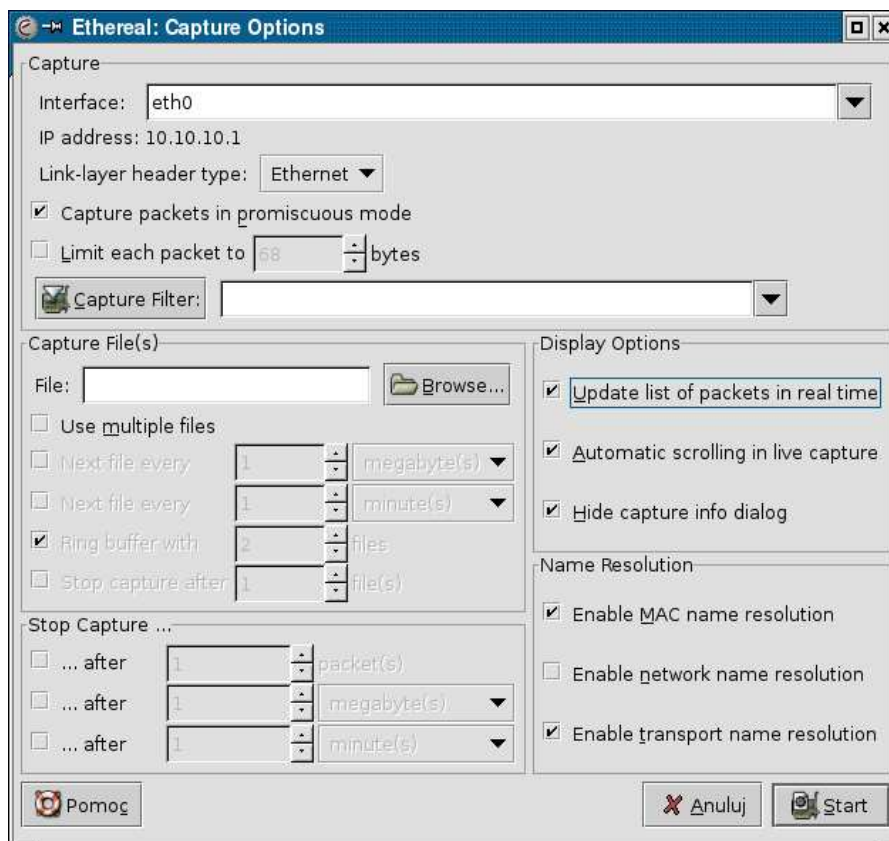 Ethereal: Capture Options
Capture
Interface: eth0
IP address: 10.10.10.1
Link-layer header type: Ethernet
Capture packets in promiscuous mode
Limit each packet to 68 bytes
Capture Filter:
Capture File(s)
File: Browse...
Use multiple files
Next file every 1 megabyte(s)
Next file every 1 minute(s)
Ring buffer with 2 files
Stop capture after 1 file(s)
Stop Capture ...
... after 1 packet(s)
... after 1 megabyte(s)
... after 1 minute(s)
Display Options
Update list of packets in real time
Automatic scrolling in live capture
Hide capture info dialog
Name Resolution
Enable MAC name resolution
Enable network name resolution
Enable transport name resolution
Pomoc Anuluj Start